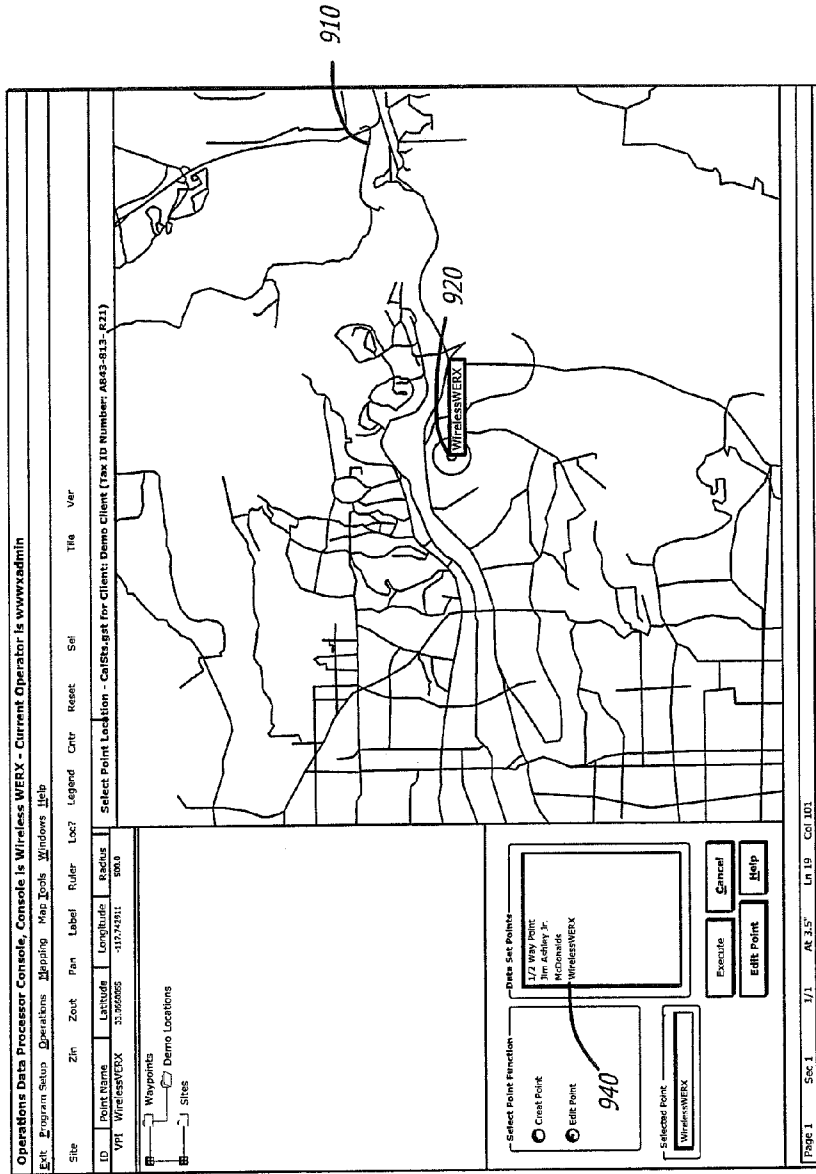 Operations Data Processor Console, Console is Wireless WERX - Current Operator is wwwxadmin
Exit Program Setup Operations Mapping Map Tools Windows Help
Site Zin Zout Pan Label Ruler Loc? Legend Cntr Reset Sel Tile Ver
ID Point Name Latitude Longitude Radius
VPI WirelessVERX -117.742911 500.0
Select Point Location - CalSts.gst for Client: Demo Client (Tax ID Number: AB43-813-R21)
Waypoints
Demo Locations
Sites
910
920
WirelessWERX
Select Point Function
Creat Point
Edit Point
940
Data Set Points
1/2 Way Point
Jim Ashley Jr.
McDonalds
WirelessWERX
Selected Point
WirelessWERX
Execute Cancel
Edit Point Help
Page 1 Sec 1 1/1 At 3.5" Ln 19 Col 101